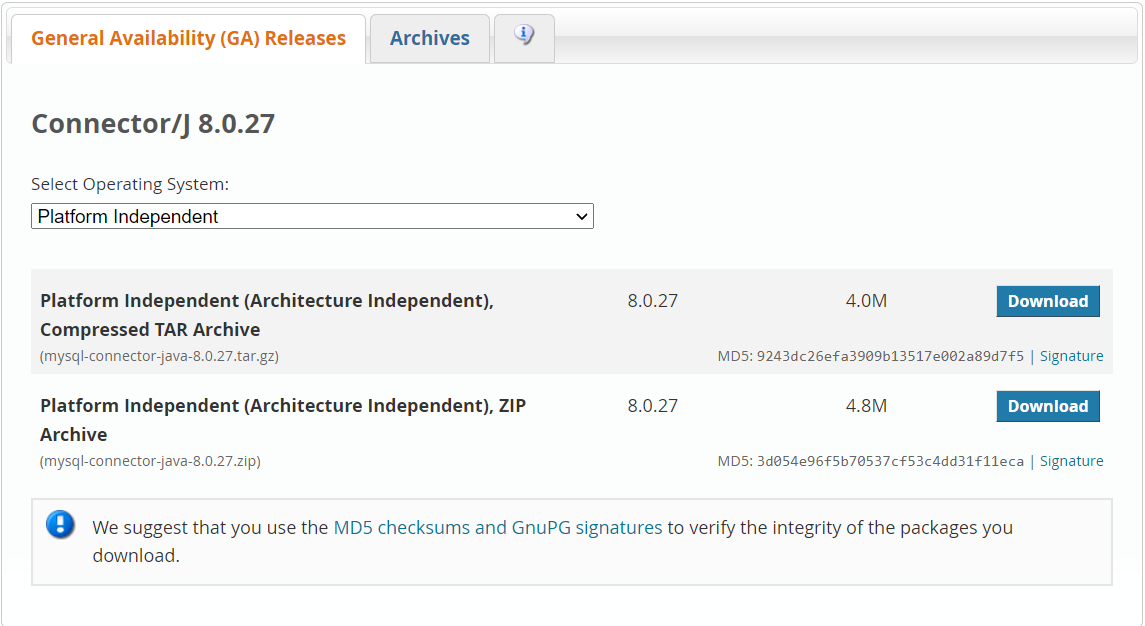 General Availability (GA) Releases
Archives
Connector/J 8.0.27
Select Operating System:
Platform Independent
Platform Independent (Architecture Independent),
Compressed TAR Archive
(mysql-connector-java-8.0.27.tar.gz)
8.0.27
4.0M
Download
MD5: 9243dc26efa3909b13517e002a89d7f5 | Signature
Platform Independent (Architecture Independent), ZIP
Archive
(mysql-connector-java-8.0.27.zip)
8.0.27
4.8M
Download
MD5: 3d054e96f5b70537cf53c4dd31f11eca | Signature
We suggest that you use the MD5 checksums and GnuPG signatures to verify the integrity of the packages you
download.